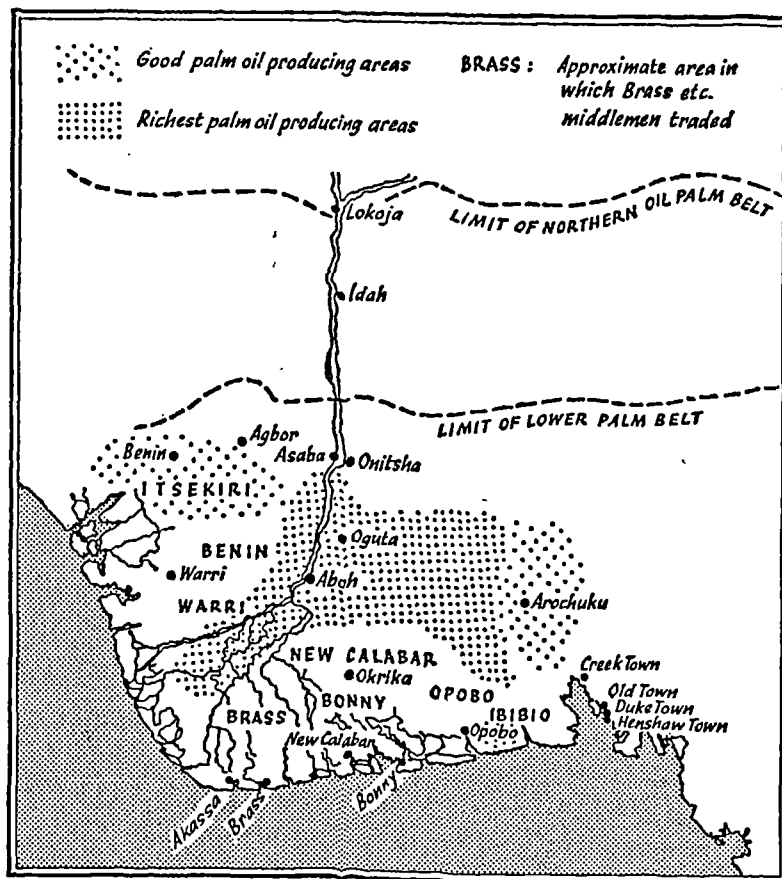 Good palm oil producing areas
Richest palm oil producing areas
BRASS : Approximate area in
which Brass etc.
middlemen traded
Lokoja
LIMIT OF NORTHERN OIL PALM BELT
Idah
LIMIT OF LOWER PALM BELT
Agbor
Benin
Asaba
Onitsha
ITSEKIRI
Oguta
BENIN
Warri
Aboh
WARRI
Arochuku
NEW CALABAR
Okrika
Creek Town
OPOBO
BONNY
Old Town
Duke Town
Henshaw Town
BRASS
IBIBIO
Opobo
New Calabar
Akassa
Brass
Bonny